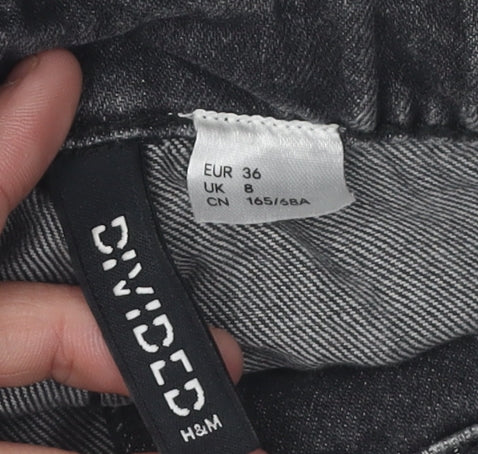 EUR 36
UK 8
CN 165/68A
DIVIDED
H&M